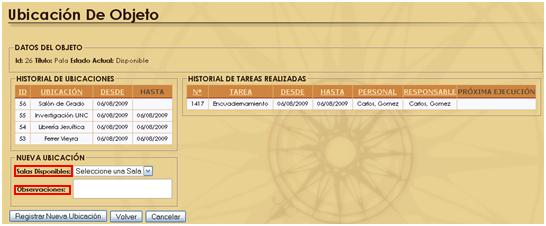 Ubicación De Objeto
DATOS DEL OBJETO
Id: 26 Título: Pala Estado Actual: Disponible
HISTORIAL DE UBICACIONES
ID UBICACIÓN DESDE HASTA
56 Salón de Grado 06/08/2009
55 Investigación UNC 06/08/2009 06/08/2009
54 Librería Jesuítica 06/08/2009 06/08/2009
53 Ferrer Vieyra 06/08/2009 06/08/2009
HISTORIAL DE TAREAS REALIZADAS
Nº TAREA DESDE HASTA PERSONAL RESPONSABLE PRÓXIMA EJECUCIÓN
1417 Encuadernamiento 06/08/2009 06/08/2009 Carlos, Gomez Carlos, Gomez
NUEVA UBICACIÓN
Salas Disponibles: Seleccione una Sala
Observaciones:
Registrar Nueva Ubicación Volver Cancelar